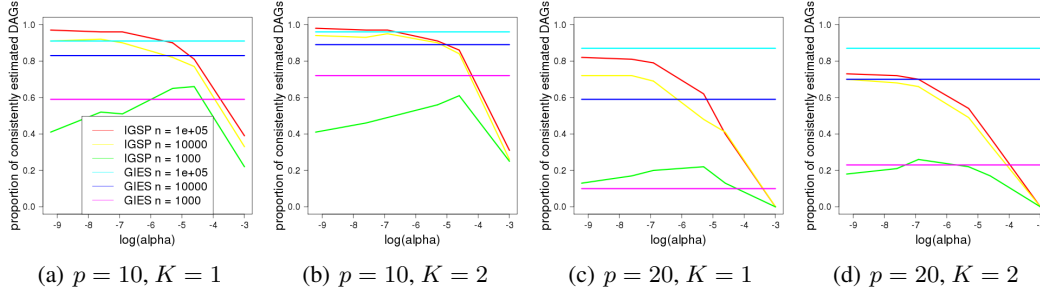 proportion of consistently estimated DAGs
1.0
0.8
0.6
0.4
0.2
0.0
IGSP n = 1e+05
IGSP n = 10000
IGSP n = 1000
GIES n = 1e+05
GIES n = 10000
GIES n = 1000
-9 -8 -7 -6 -5 -4 -3
log(alpha)
(a) p = 10, K = 1
proportion of consistently estimated DAGs
1.0
0.8
0.6
0.4
0.2
0.0
-9 -8 -7 -6 -5 -4 -3
log(alpha)
(b) p = 10, K = 2
proportion of consistently estimated DAGs
1.0
0.8
0.6
0.4
0.2
0.0
-9 -8 -7 -6 -5 -4 -3
log(alpha)
(c) p = 20, K = 1
proportion of consistently estimated DAGs
1.0
0.8
0.6
0.4
0.2
0.0
-9 -8 -7 -6 -5 -4 -3
log(alpha)
(d) p = 20, K = 2